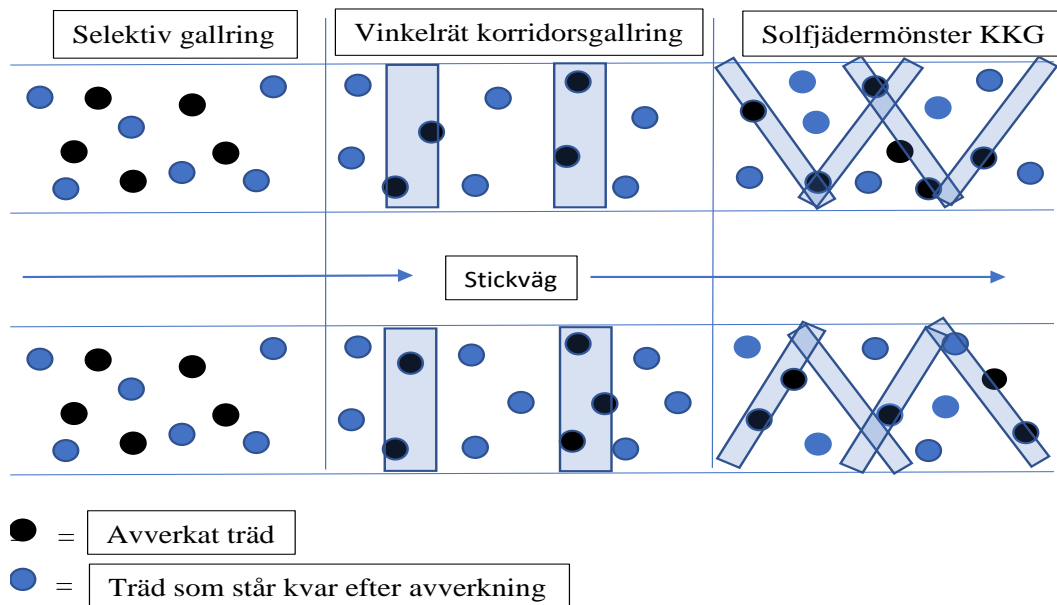 Selektiv gallring
Vinkelrät korridorsgallring
Solfjädermönster KKG
Stickväg
= Avverkat träd
= Träd som står kvar efter avverkning